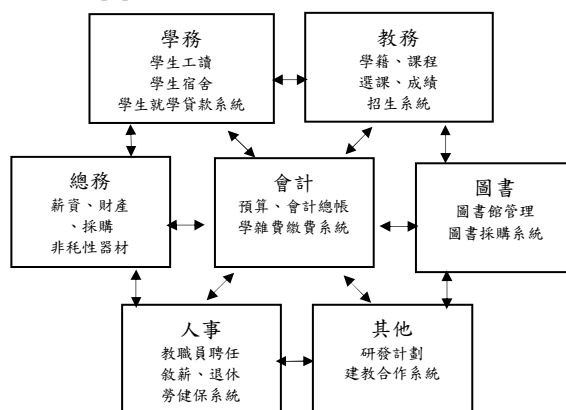 學務
學生工讀
學生宿舍
學生就學貸款系統
教務
學籍、課程
選課、成績
招生系統
總務
薪資、財產
、採購
非秏性器材
會計
預算、會計總帳
學雜費繳費系統
圖書
圖書館管理
圖書採購系統
人事
教職員聘任
敘薪、退休
勞健保系統
其他
研發計劃
建教合作系統